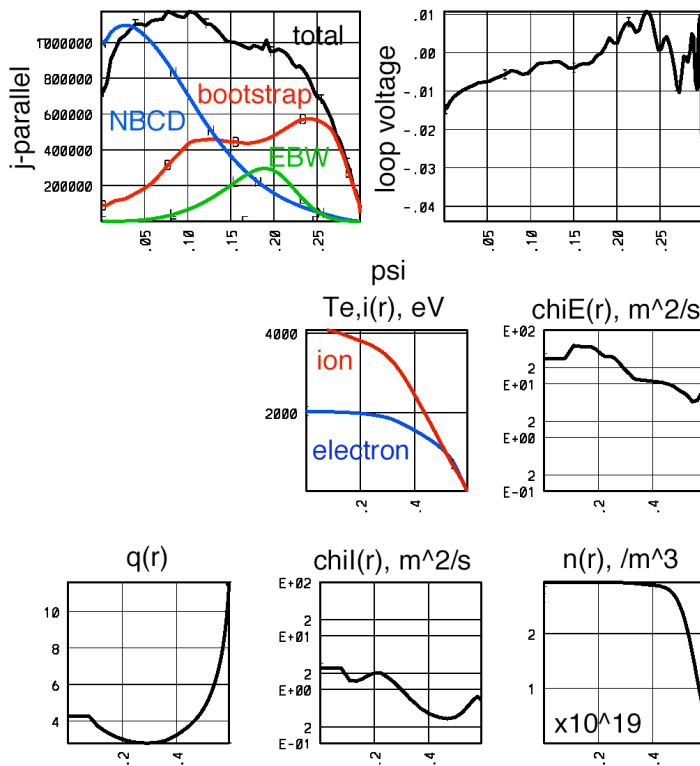 j-parallel
1000000
800000
600000
400000
200000
total
bootstrap
NBCD
EBW
.05
.10
.15
.20
.25
loop voltage
.01
.00
-.01
-.02
-.03
-.04
.05
.10
.15
.20
.25
psi
Te,i(r), eV
4000
2000
ion
electron
.2
.4
chiE(r), m^2/s
E+02
2
E+01
2
E+00
2
E-01
.2
.4
q(r)
10
8
6
4
.2
.4
chiI(r), m^2/s
E+02
2
E+01
2
E+00
2
E-01
.2
.4
n(r), /m^3
2
1
x10^19
.2
.4